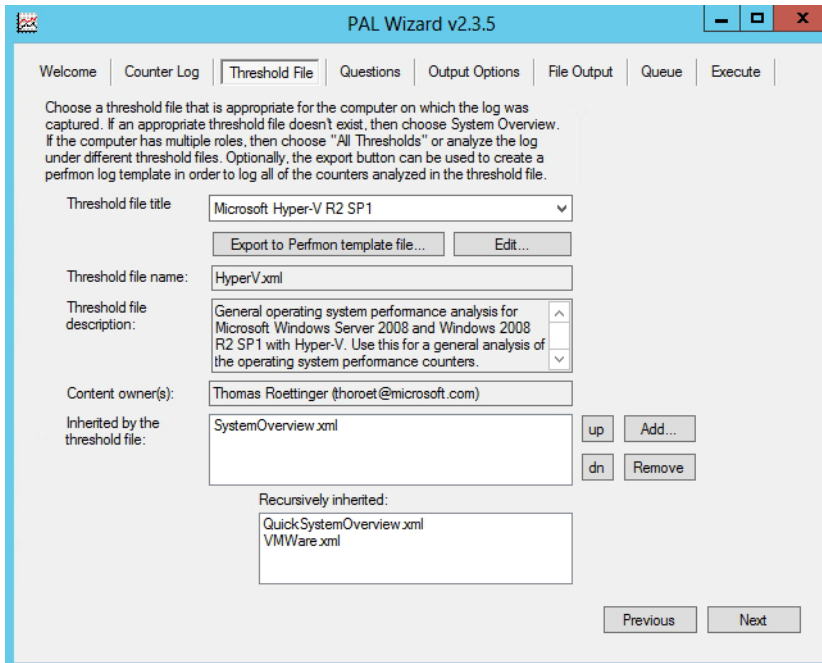 PAL Wizard v2.3.5
Welcome
Counter Log
Threshold File
Questions
Output Options
File Output
Queue
Execute
Choose a threshold file that is appropriate for the computer on which the log was
captured. If an appropriate threshold file doesn't exist, then choose System Overview.
If the computer has multiple roles, then choose "All Thresholds" or analyze the log
under different threshold files. Optionally, the export button can be used to create a
perfmon log template in order to log all of the counters analyzed in the threshold file.
Threshold file title
Microsoft Hyper-V R2 SP1
Export to Perfmon template file...
Edit...
Threshold file name:
HyperV.xml
Threshold file
description:
General operating system performance analysis for
Microsoft Windows Server 2008 and Windows 2008
R2 SP1 with Hyper-V. Use this for a general analysis of
the operating system performance counters.
Content owner(s):
Thomas Roettinger (thoroet@microsoft.com)
Inherited by the
threshold file:
SystemOverview.xml
up
Add...
dn
Remove
Recursively inherited:
QuickSystemOverview.xml
VMWare.xml
Previous
Next